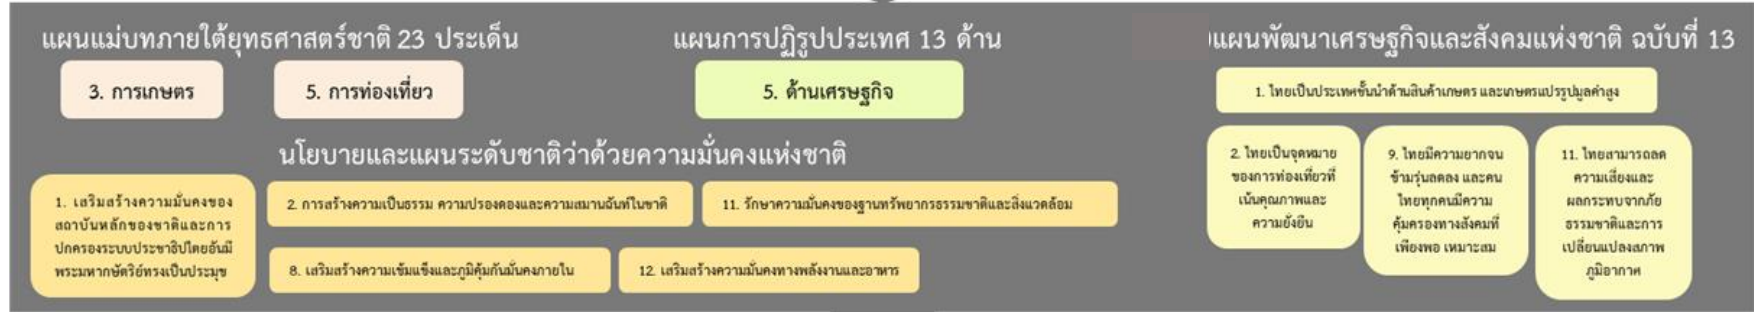 แผนแม่บทภายใต้ยุทธศาสตร์ชาติ 23 ประเด็น
3. การเกษตร
5. การท่องเที่ยว
แผนการปฏิรูปประเทศ 13 ด้าน
5. ด้านเศรษฐกิจ
แผนพัฒนาเศรษฐกิจและสังคมแห่งชาติ ฉบับที่ 13
1. ไทยเป็นประเทศชั้นนำด้านสินค้าเกษตร และเกษตรแปรรูปมูลค่าสูง
2. ไทยเป็นจุดหมาย
ของการท่องเที่ยวที่
เน้นคุณภาพและ
ความยั่งยืน
9. ไทยมีความยากจน
ข้ามรุ่นลดลง และคน
ไทยทุกคนมีความ
คุ้มครองทางสังคมที่
เพียงพอ เหมาะสม
11. ไทยสามารถลด
ความเสี่ยงและ
ผลกระทบจากภัย
ธรรมชาติและการ
เปลี่ยนแปลงสภาพ
ภูมิอากาศ
นโยบายและแผนระดับชาติว่าด้วยความมั่นคงแห่งชาติ
1. เสริมสร้างความมั่นคงของ
สถาบันหลักของชาติและการ
ปกครองระบบประชาธิปไตยอันมี
พระมหากษัตริย์ทรงเป็นประมุข
2. การสร้างความเป็นธรรม ความปรองดองและความสมานฉันท์ในชาติ
11. รักษาความมั่นคงของฐานทรัพยากรธรรมชาติและสิ่งแวดล้อม
8. เสริมสร้างความเข้มแข็งและภูมิคุ้มกันมั่นคงภายใน
12. เสริมสร้างความมั่นคงทางพลังงานและอาหาร